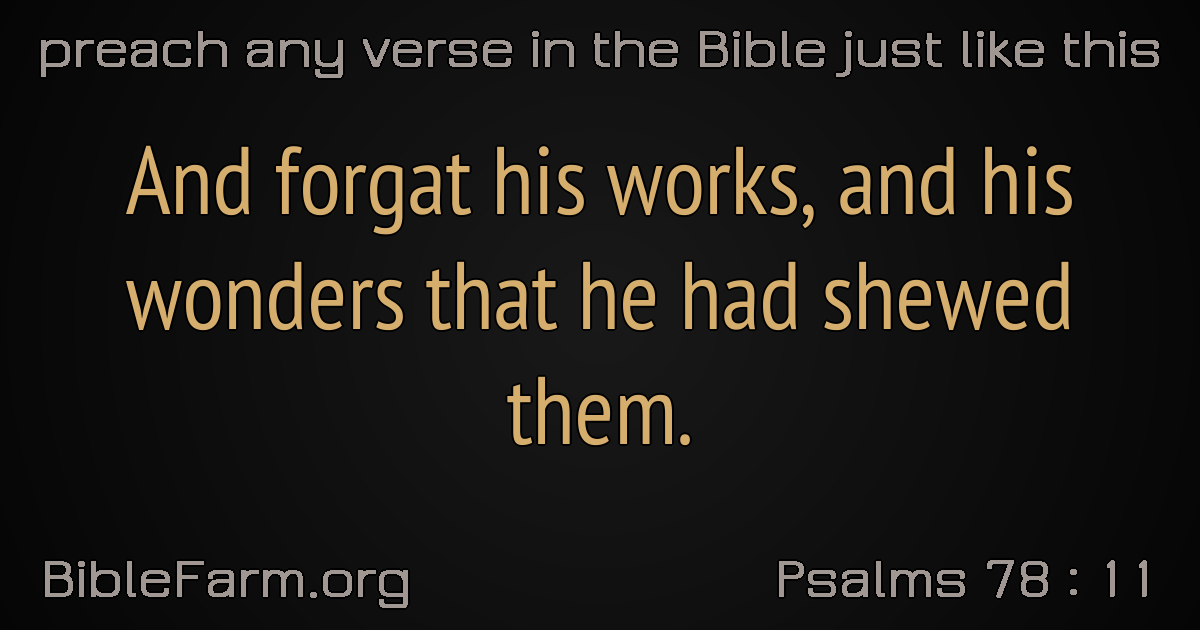 preach any verse in the Bible just like this
And forgat his works, and his
wonders that he had shewed
them.
BibleFarm.org
Psalms 78 : 11